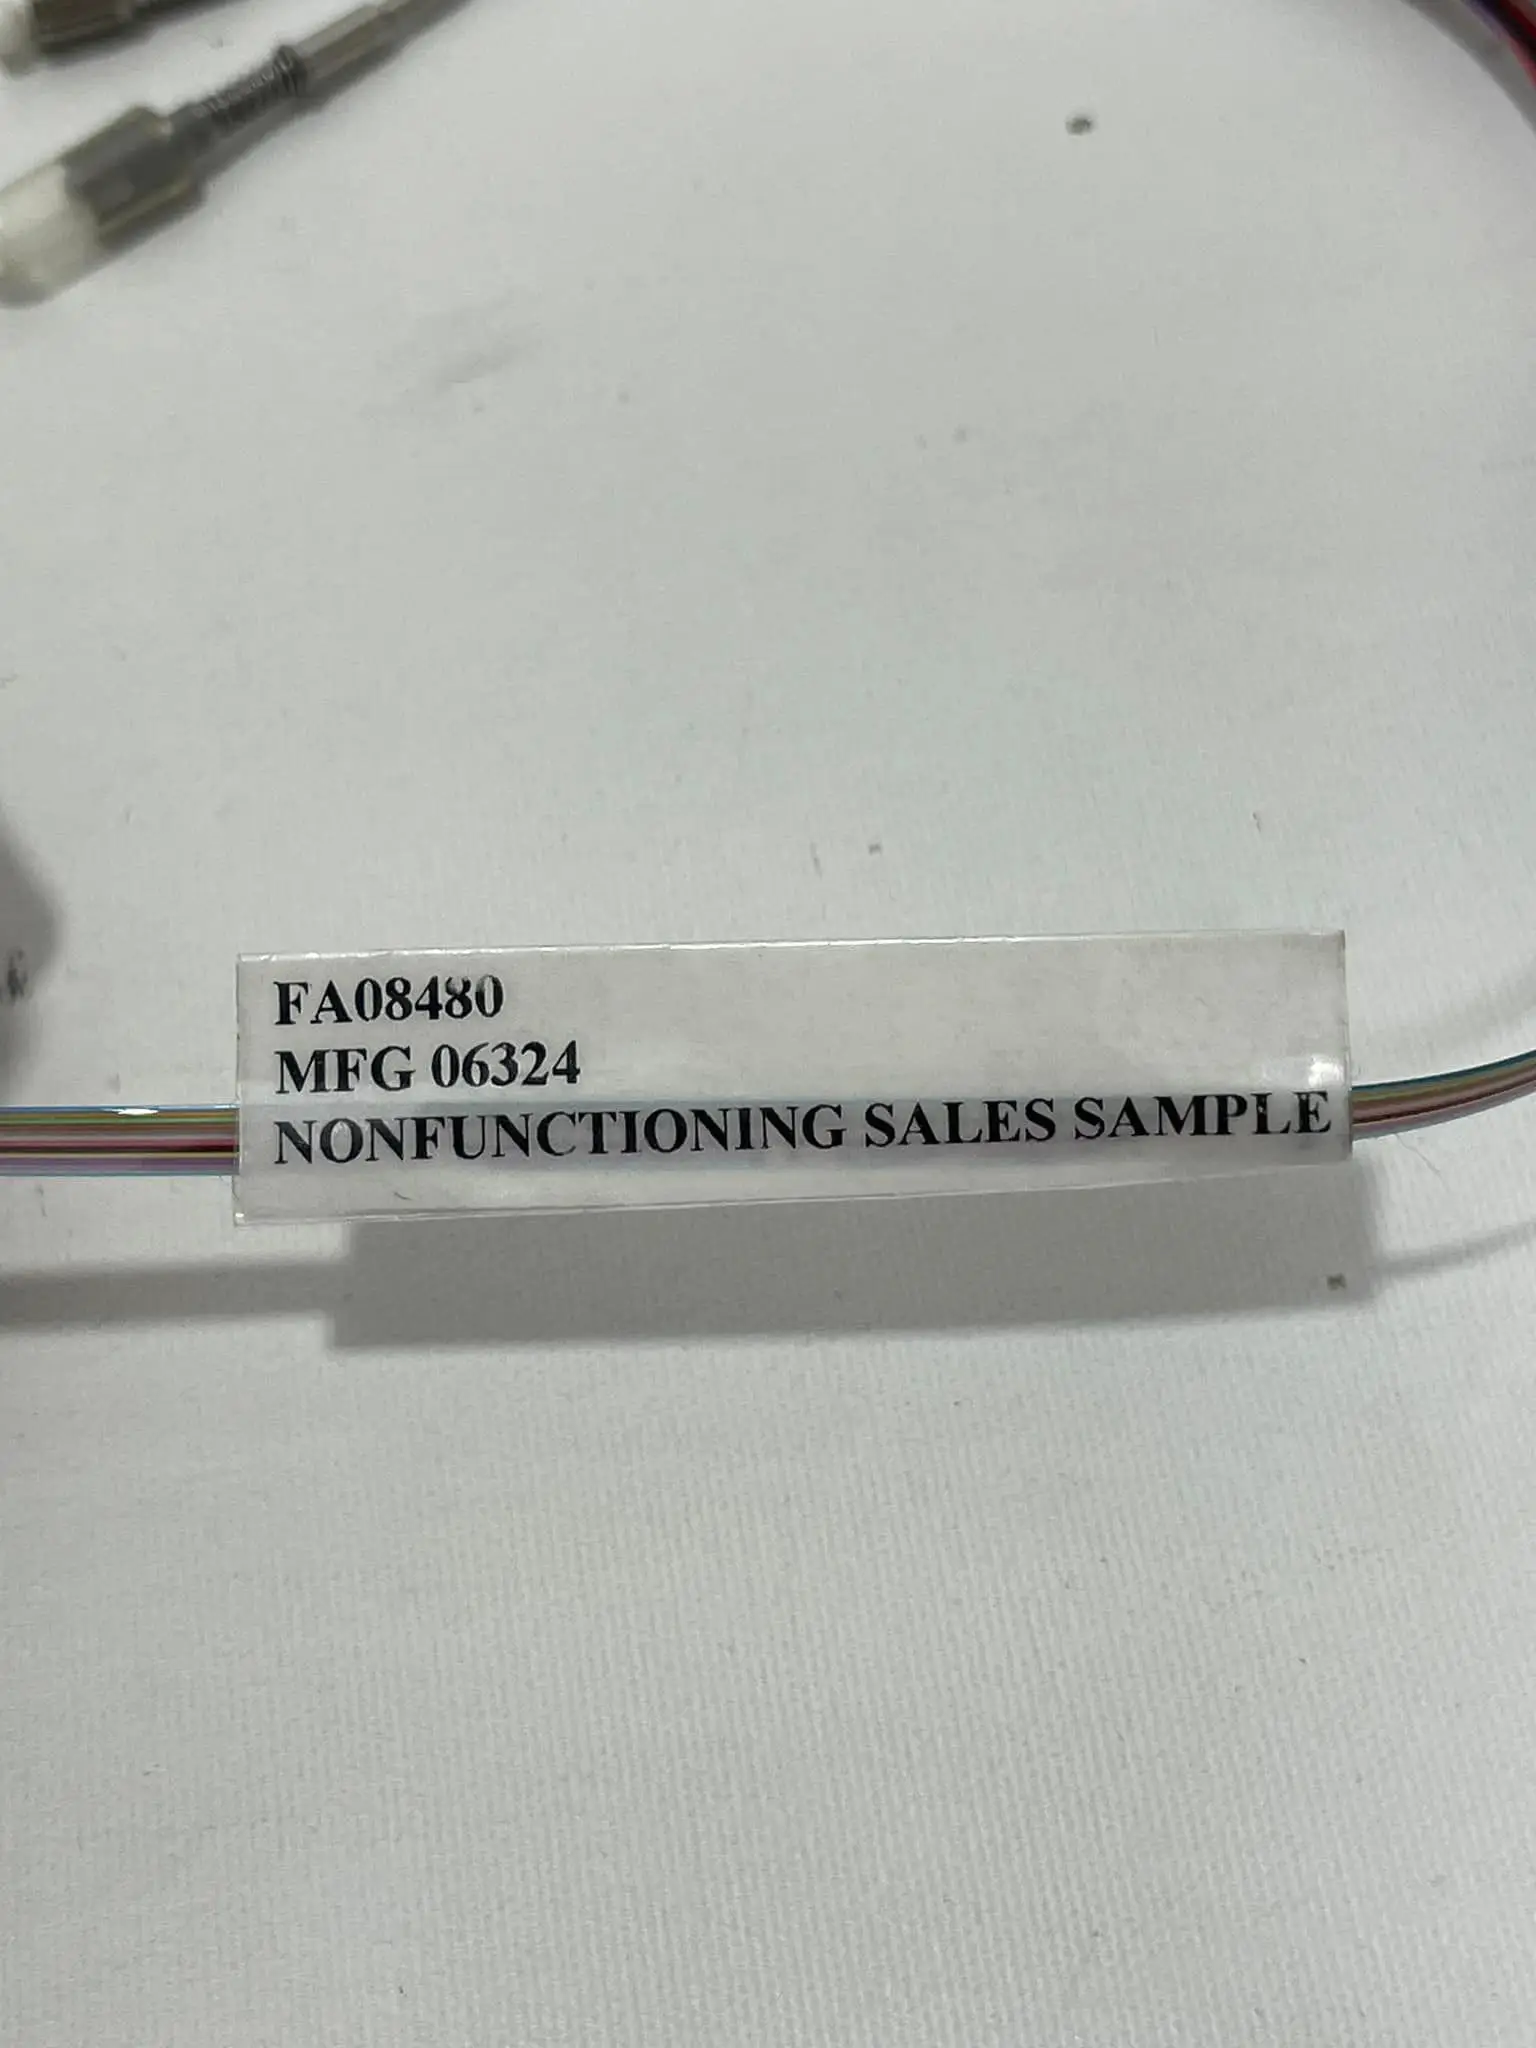 FA08480
MFG 06324
NONFUNCTIONING SALES SAMPLE